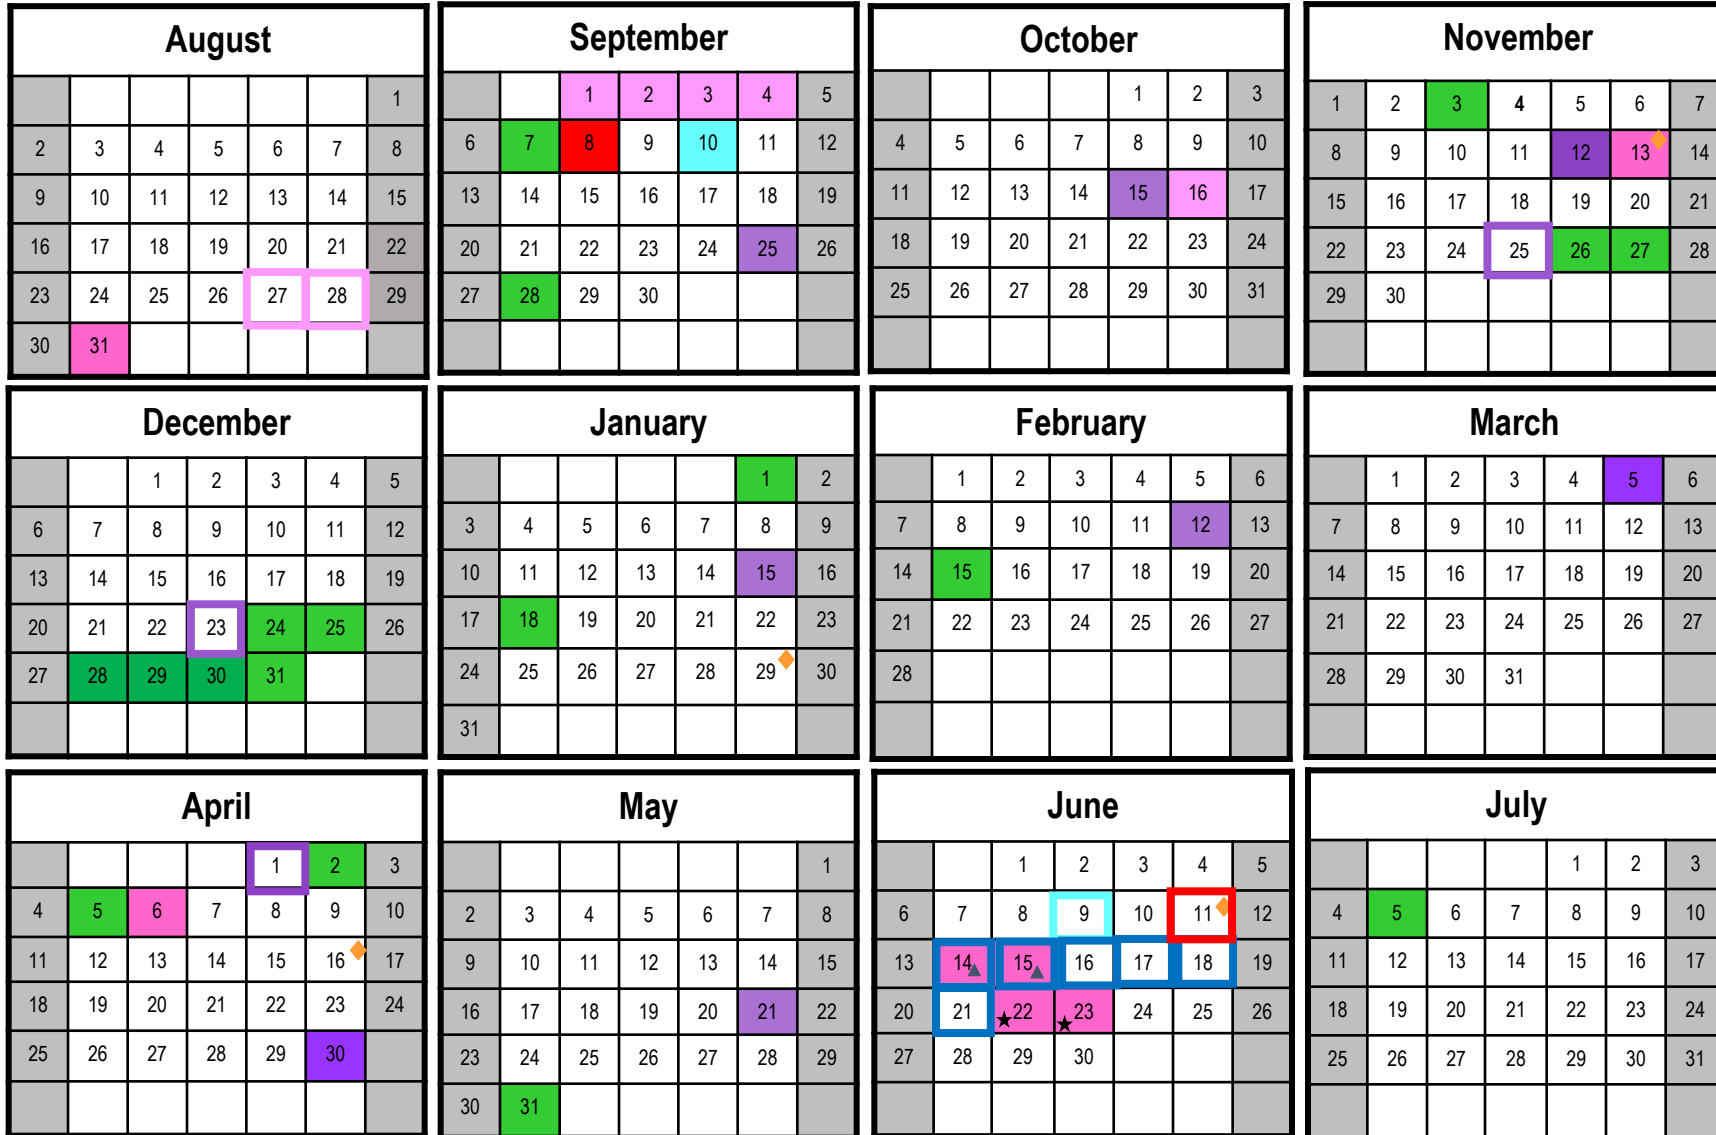 August
1
2 3 4 5 6 7 8
9 10 11 12 13 14 15
16 17 18 19 20 21 22
23 24 25 26 27 28 29
30 31
September
1 2 3 4 5
6 7 8 9 10 11 12
13 14 15 16 17 18 19
20 21 22 23 24 25 26
27 28 29 30
October
1 2 3
4 5 6 7 8 9 10
11 12 13 14 15 16 17
18 19 20 21 22 23 24
25 26 27 28 29 30 31
November
1 2 3 4 5 6 7
8 9 10 11 12 13 14
15 16 17 18 19 20 21
22 23 24 25 26 27 28
29 30
December
1 2 3 4 5
6 7 8 9 10 11 12
13 14 15 16 17 18 19
20 21 22 23 24 25 26
27 28 29 30 31
January
1 2
3 4 5 6 7 8 9
10 11 12 13 14 15 16
17 18 19 20 21 22 23
24 25 26 27 28 29 30
31
February
1 2 3 4 5 6
7 8 9 10 11 12 13
14 15 16 17 18 19 20
21 22 23 24 25 26 27
28
March
1 2 3 4 5 6
7 8 9 10 11 12 13
14 15 16 17 18 19 20
21 22 23 24 25 26 27
28 29 30 31
April
1 2 3
4 5 6 7 8 9 10
11 12 13 14 15 16 17
18 19 20 21 22 23 24
25 26 27 28 29 30
May
1
2 3 4 5 6 7 8
9 10 11 12 13 14 15
16 17 18 19 20 21 22
23 24 25 26 27 28 29
30 31
June
1 2 3 4 5
6 7 8 9 10 11 12
13 14 15 16 17 18 19
20 21 22 23 24 25 26
27 28 29 30
July
1 2 3
4 5 6 7 8 9 10
11 12 13 14 15 16 17
18 19 20 21 22 23 24
25 26 27 28 29 30 31